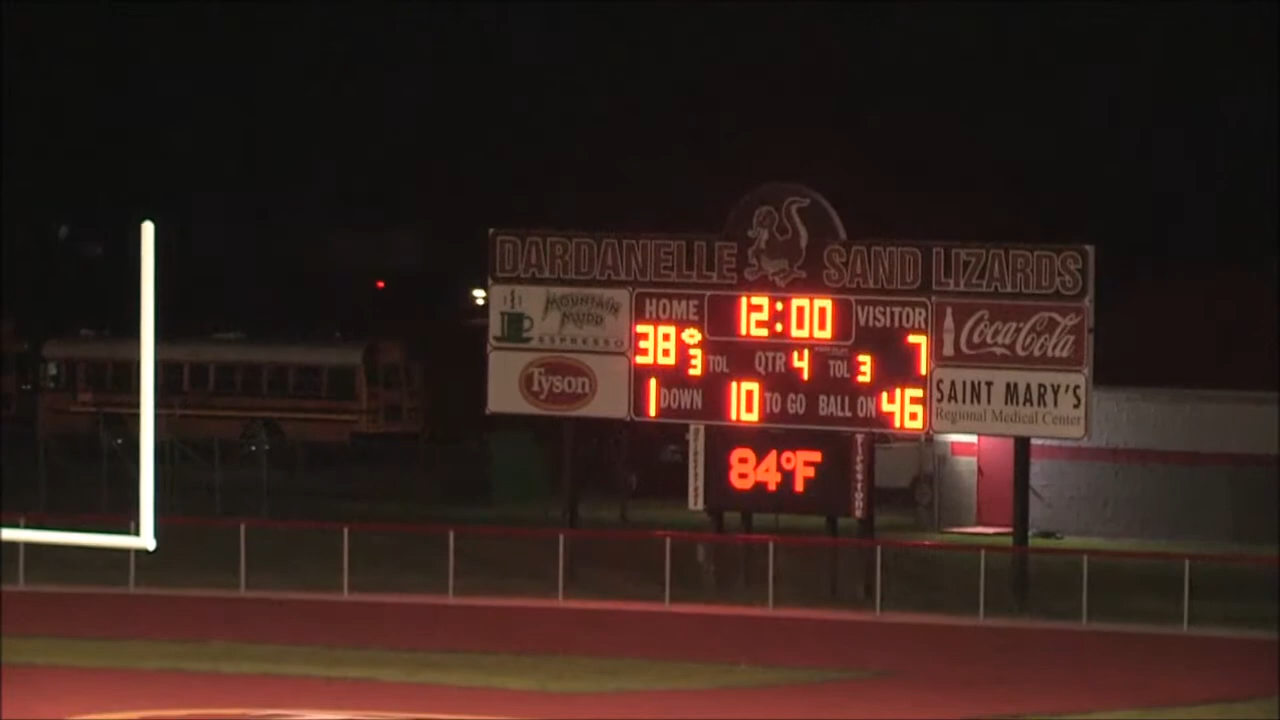 DARDANELLE SAND LIZARDS
MOUNTAIN MUDD
ESPRESSO
Tyson
HOME 12:00 VISITOR
38 7
3 TOL QTR 4 TOL 3
1 DOWN 10 TO GO BALL ON 46
84°F
Coca-Cola
SAINT MARY'S
Regional Medical Center